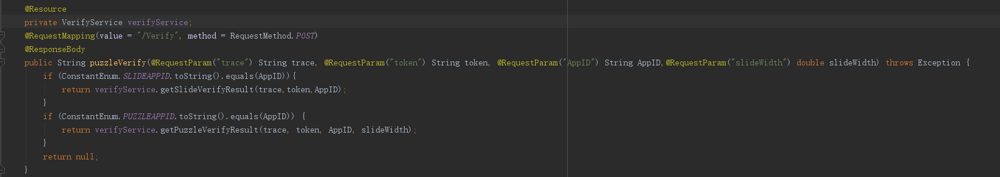 @Resource
private VerifyService verifyService;
@RequestMapping(value = "/Verify", method = RequestMethod.POST)
@ResponseBody
public String puzzleVerify(@RequestParam("trace") String trace, @RequestParam("token") String token, @RequestParam("AppID") String AppID,@RequestParam("slideWidth") double slideWidth) throws Exception {
if (ConstantEnum.SLIDEAPPID.toString().equals(AppID)){
return verifyService.getSlideVerifyResult(trace,token,AppID);
}
if (ConstantEnum.PUZZLEAPPID.toString().equals(AppID)) {
return verifyService.getPuzzleVerifyResult(trace, token, AppID, slideWidth);
}
return null;
}